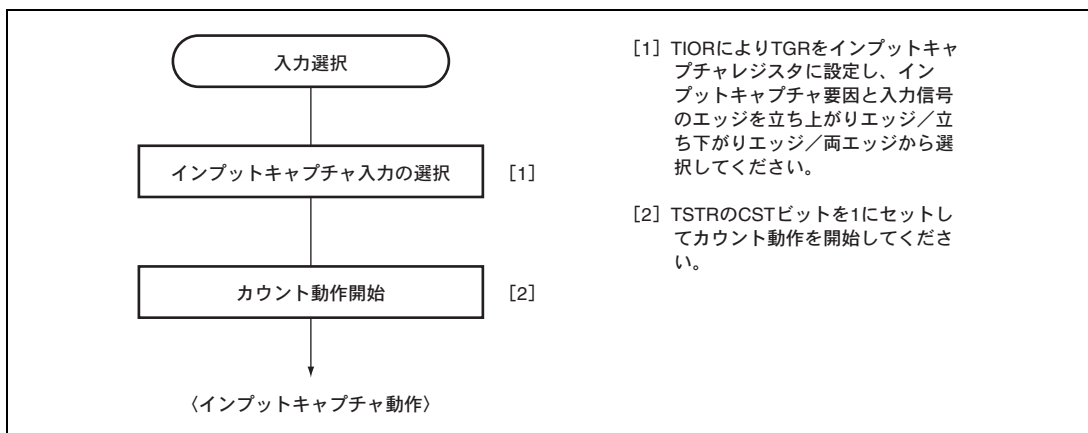 入力選択
インプットキャプチャ入力の選択 [1]
カウント動作開始 [2]
〈インプットキャプチャ動作〉
[1] TIORによりTGRをインプットキャ
プチャレジスタに設定し、イン
プットキャプチャ要因と入力信号
のエッジを立ち上がりエッジ／立
ち下がりエッジ／両エッジから選
択してください。
[2] TSTRのCSTビットを1にセットし
てカウント動作を開始してくださ
い。